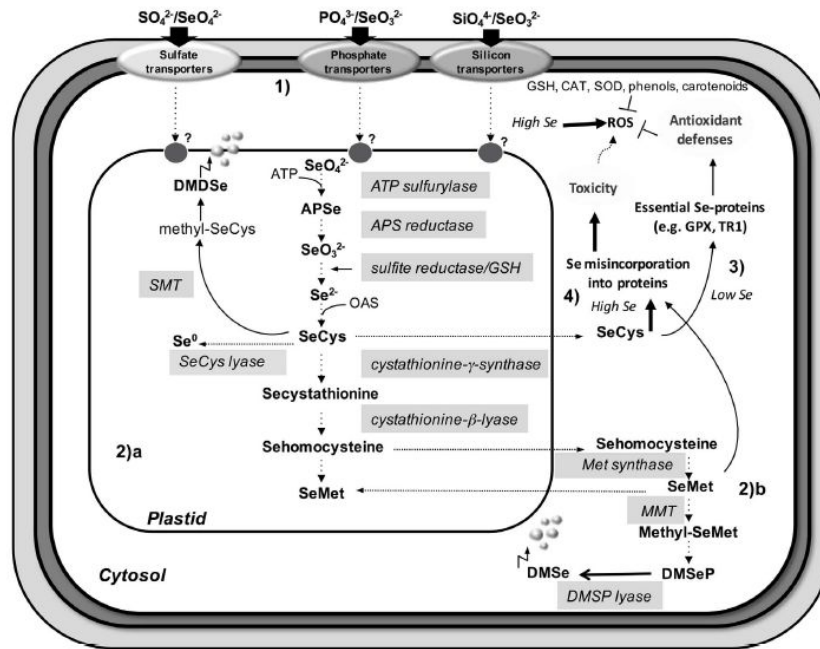 SO₄²⁻/SeO₄²⁻
PO₄³⁻/SeO₃²⁻
SiO₄⁴⁻/SeO₃²⁻
Sulfate
transporters
Phosphate
transporters
Silicon
transporters
1)
GSH, CAT, SOD, phenols, carotenoids
High Se
ROS
Antioxidant
defenses
?
?
?
DMDSe
methyl-SeCys
SMT
SeO₄²⁻
ATP
ATP sulfurylase
APSe
APS reductase
SeO₃²⁻
sulfite reductase/GSH
Se²⁻
OAS
SeCys
Se⁰
SeCys lyase
cystathionine-γ-synthase
Secystathionine
cystathionine-β-lyase
2)a
Sehomocysteine
SeMet
Plastid
Toxicity
Essential Se-proteins
(e.g. GPX, TR1)
Se misincorporation
into proteins
3)
4)
High Se
Low Se
SeCys
Sehomocysteine
Met synthase
SeMet
2)b
MMT
Methyl-SeMet
DMSe
DMSeP
DMSP lyase
Cytosol